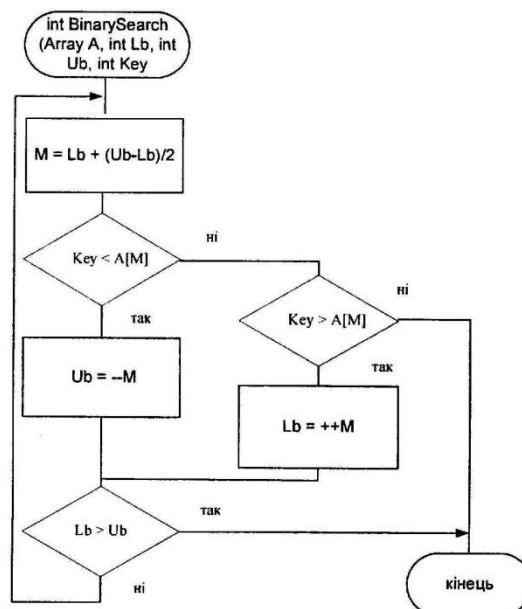 int BinarySearch
(Array A, int Lb, int
Ub, int Key
M = Lb + (Ub-Lb)/2
Key < A[M]
ні
так
Ub = --M
Key > A[M]
ні
так
Lb = ++M
Lb > Ub
так
ні
кінець